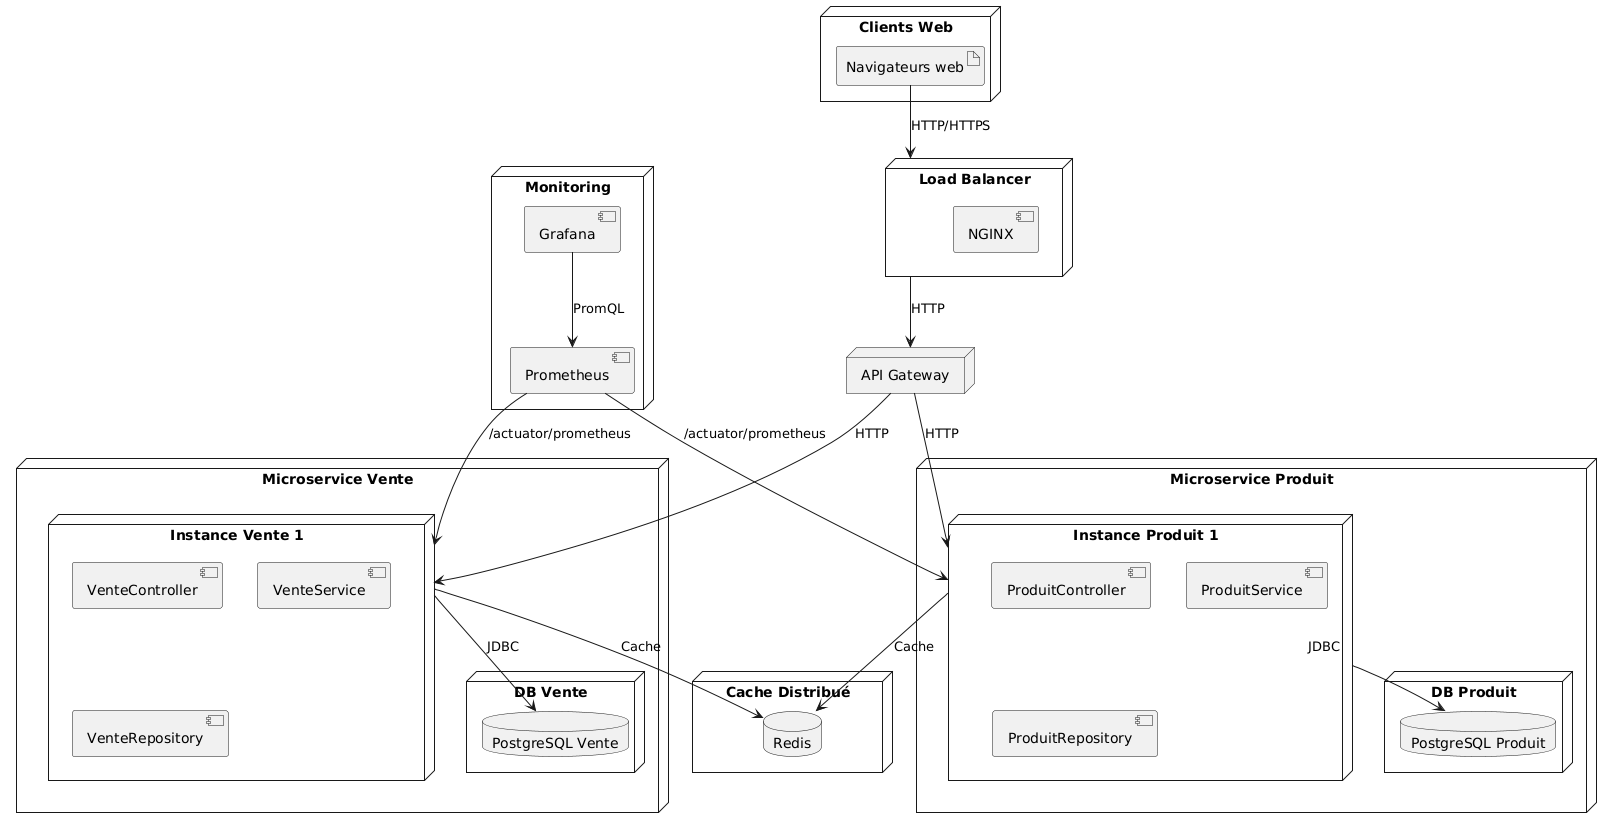 Clients Web
Navigateurs web
HTTP/HTTPS
Load Balancer
NGINX
Monitoring
Grafana
PromQL
Prometheus
HTTP
API Gateway
/actuator/prometheus
/actuator/prometheus
HTTP
HTTP
Microservice Vente
Instance Vente 1
VenteController
VenteService
VenteRepository
JDBC
Cache
DB Vente
PostgreSQL Vente
Cache Distribué
Redis
Cache
Microservice Produit
Instance Produit 1
ProduitController
ProduitService
ProduitRepository
JDBC
DB Produit
PostgreSQL Produit